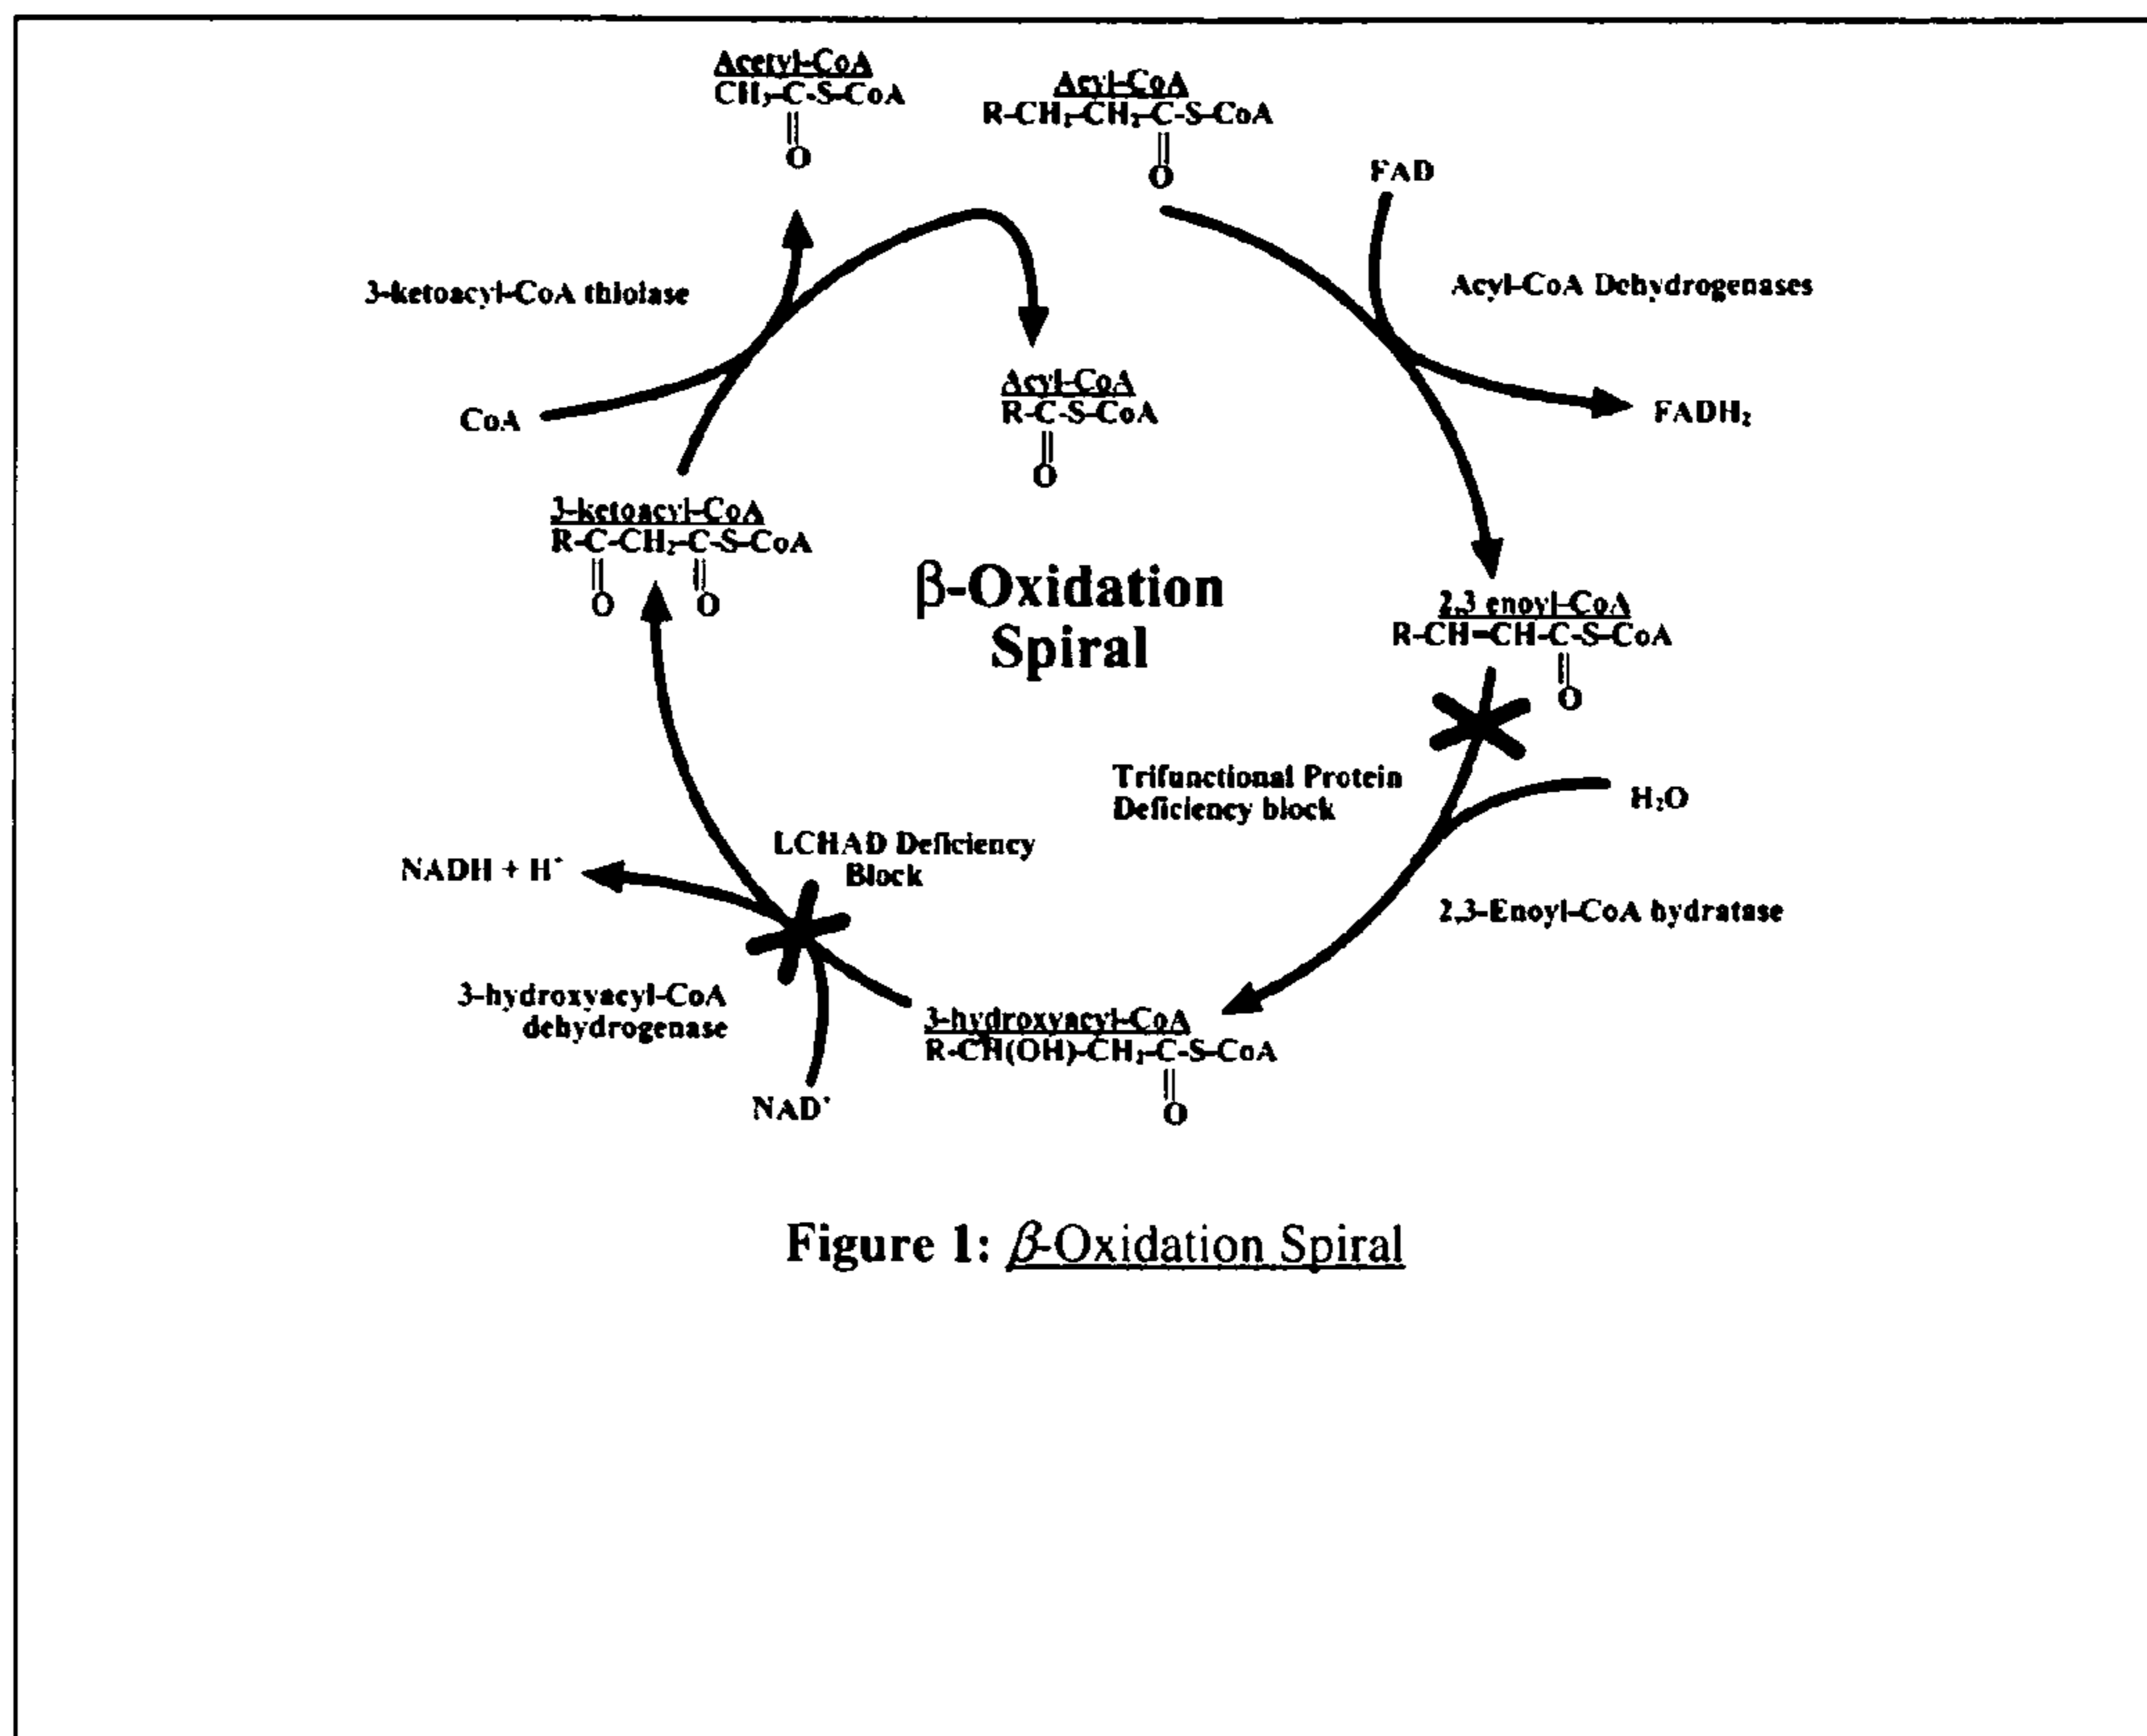 Acetyl-CoA
CH₃-C-S-CoA
O
Acyl-CoA
R-CH₂-CH₂-C-S-CoA
O
FAD
3-ketoacyl-CoA thiolase
Acyl-CoA Dehydrogenases
CoA
Acyl-CoA
R-C-S-CoA
O
FADH₂
3-ketoacyl-CoA
R-C-CH₂-C-S-CoA
O O
β-Oxidation
Spiral
2,3 enoyl-CoA
R-CH=CH-C-S-CoA
O
Trifunctional Protein
Deficiency block
H₂O
LCHAD Deficiency
Block
NADH + H⁺
2,3-Enoyl-CoA hydratase
3-hydroxyacyl-CoA
dehydrogenase
3-hydroxyacyl-CoA
R-CH(OH)-CH₂-C-S-CoA
O
NAD⁺
Figure 1: β-Oxidation Spiral